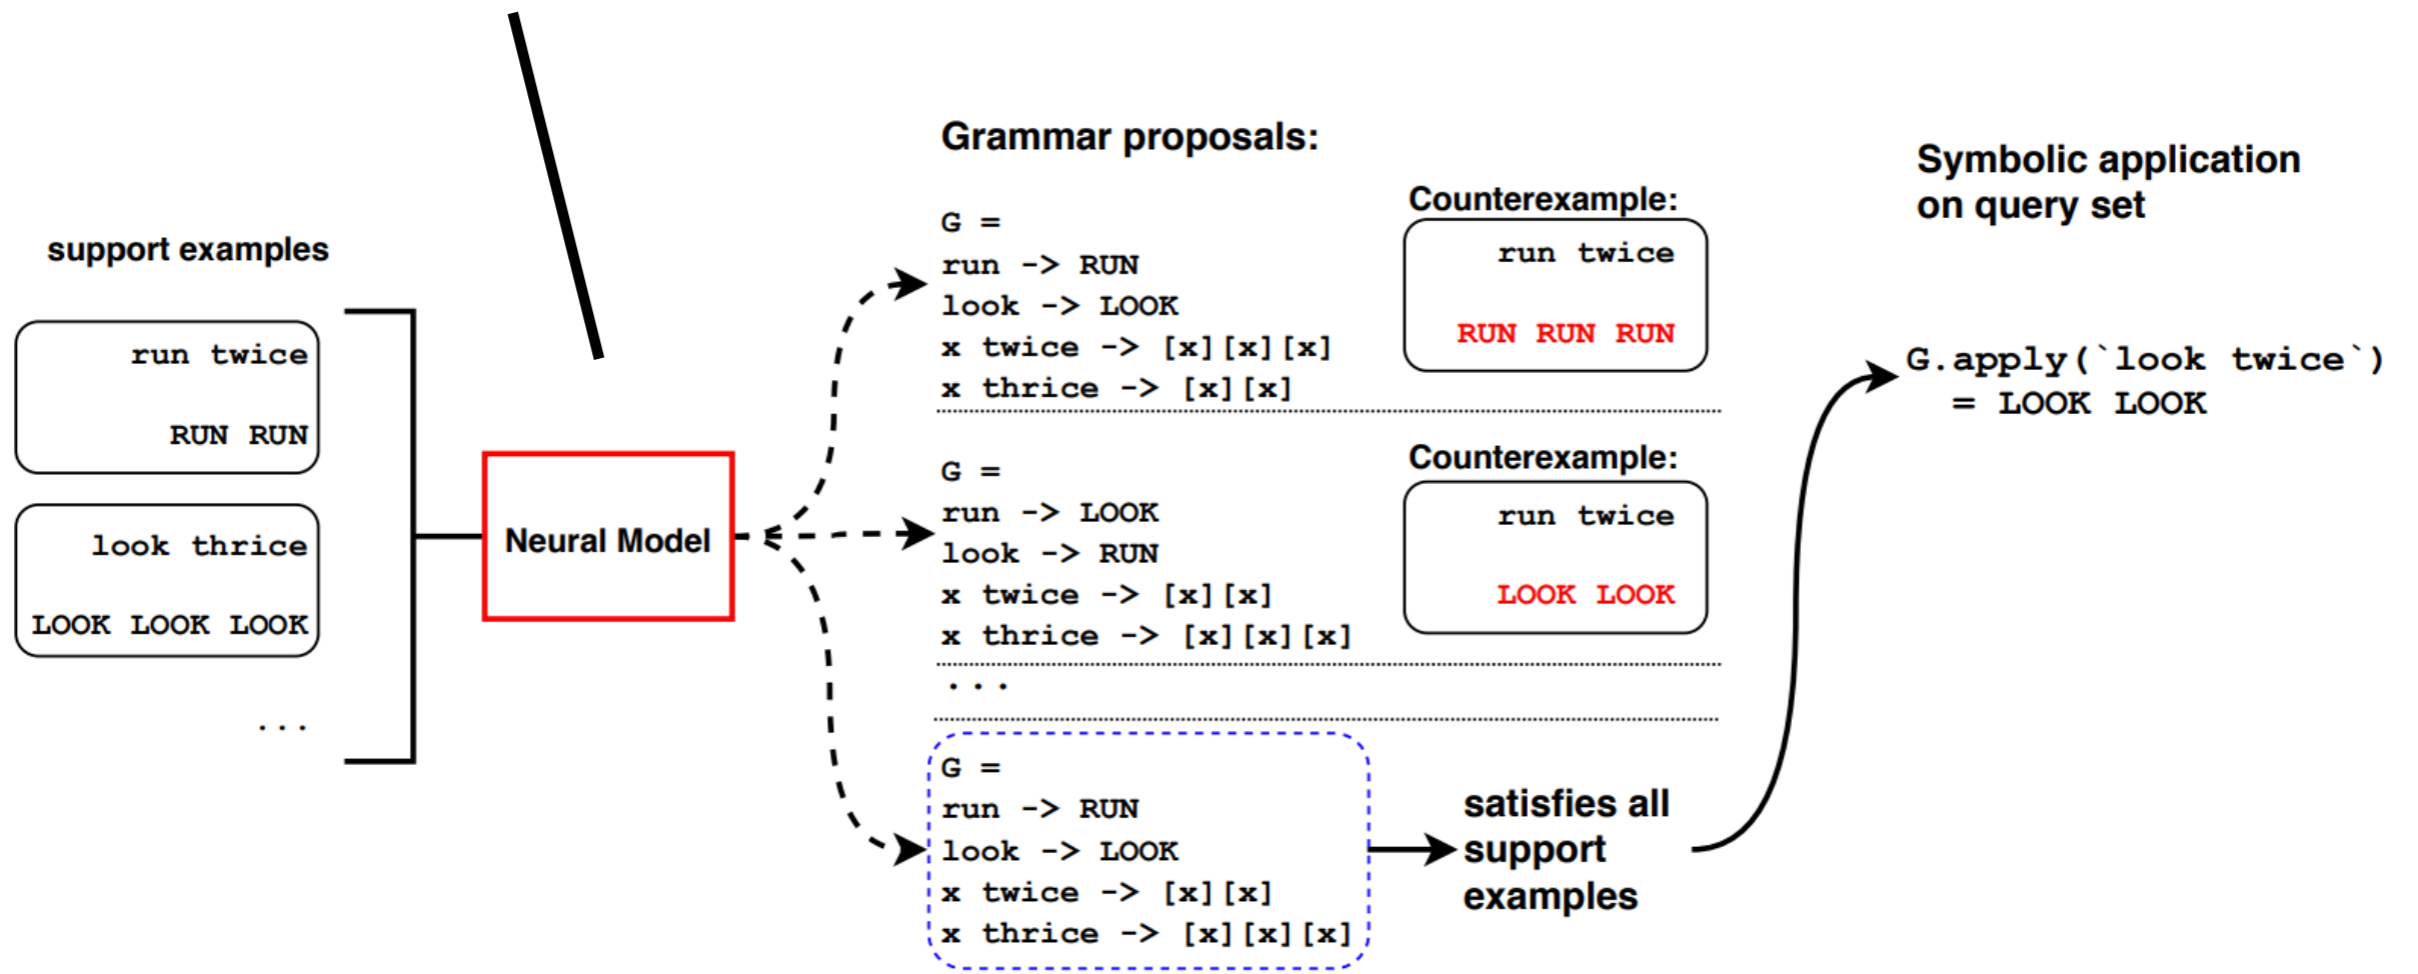 support examples
run twice
RUN RUN
look thrice
LOOK LOOK LOOK
...
Neural Model
Grammar proposals:
G =
run -> RUN
look -> LOOK
x twice -> [x][x][x]
x thrice -> [x][x]
Counterexample:
run twice
RUN RUN RUN
G =
run -> LOOK
look -> RUN
x twice -> [x][x]
x thrice -> [x][x][x]
Counterexample:
run twice
LOOK LOOK
...
G =
run -> RUN
look -> LOOK
x twice -> [x][x]
x thrice -> [x][x][x]
satisfies all
support
examples
Symbolic application
on query set
G.apply(`look twice`)
= LOOK LOOK